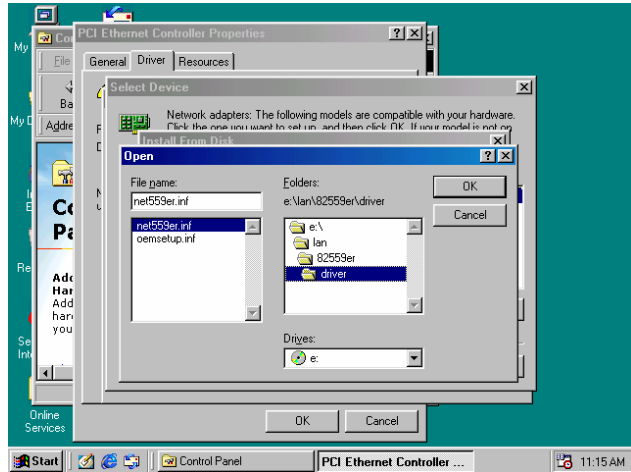 My
PCI Ethernet Controller Properties
Con
File
General Driver Resources
Select Device
Ba
My D
Addre
Network adapters: The following models are compatible with your hardware.
Click the one you want to set up, and then click OK. If your model is not on
Install From Disk
Open
File name:
Folders:
OK
net559er.inf
e:\lan\82559er\driver
Cancel
net559er.inf
oemsetup.inf
e:\
lan
82559er
driver
Co
Pa
Re
Add
Har
Add
hard
you
Drives:
e:
Se
Int
Online
Services
OK
Cancel
Start
Control Panel
PCI Ethernet Controller ...
11:15 AM